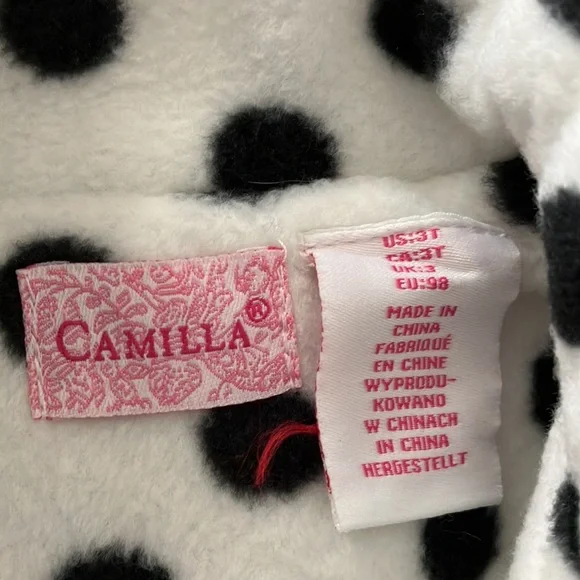 CAMILLA®
US:3T
CA:3T
UK:3
EU:98
MADE IN
CHINA
FABRIQUÉ
EN CHINE
WYPRODU-
KOWANO
W CHINACH
IN CHINA
HERGESTELLT